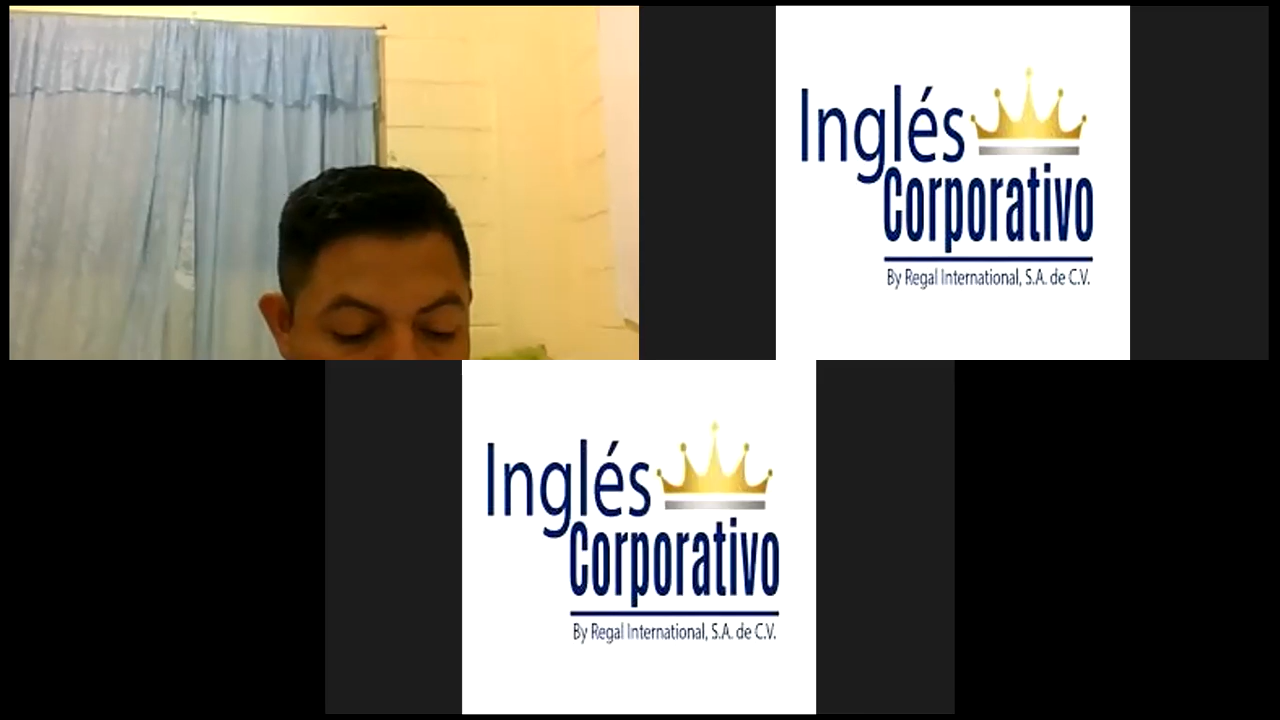 Inglés
Corporativo
By Regal International, S.A. de C.V.
Inglés
Corporativo
By Regal International, S.A. de C.V.